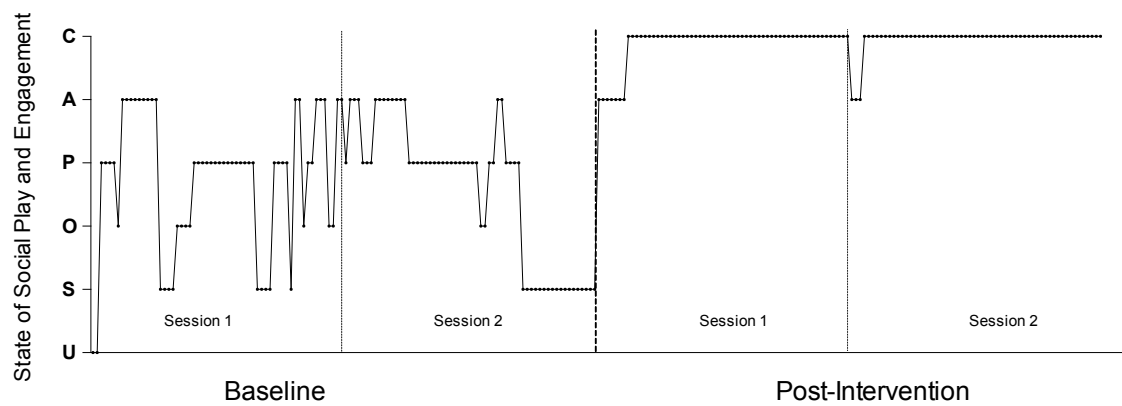 State of Social Play and Engagement
C
A
P
O
S
U
Session 1
Session 2
Session 1
Session 2
Baseline
Post-Intervention